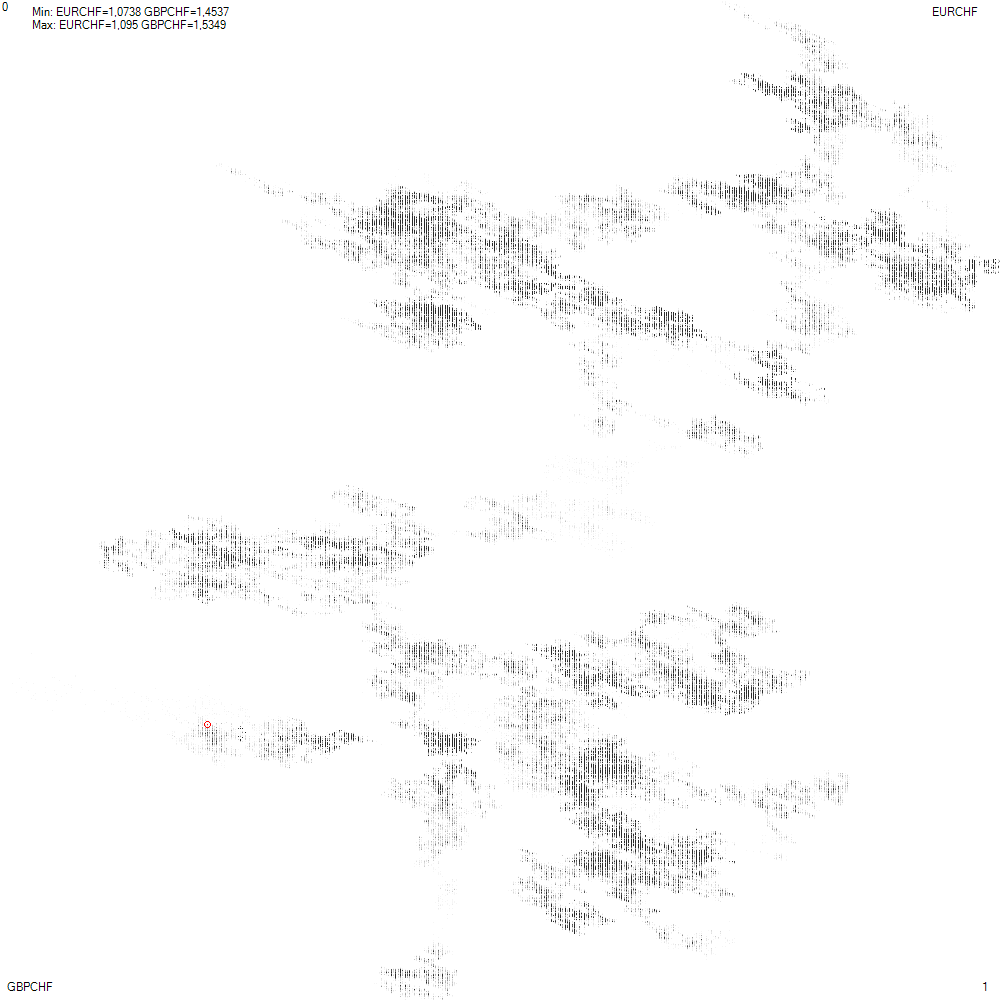 0
Min: EURCHF=1,0738 GBPCHF=1,4537
Max: EURCHF=1,095 GBPCHF=1,5349
EURCHF
GBPCHF
1